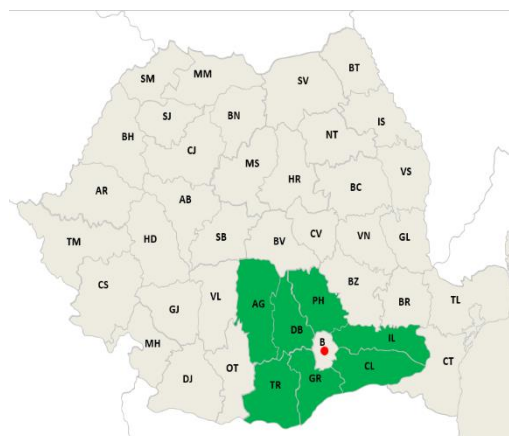 BT
MM
SM
SV
SJ
BN
IS
NT
BH
CJ
MS
VS
HR
BC
AR
AB
CV
VN
GL
SB
BV
TM
HD
BZ
CS
VL
AG
PH
BR
TL
GJ
DB
IL
B
MH
OT
CT
CL
DJ
TR
GR